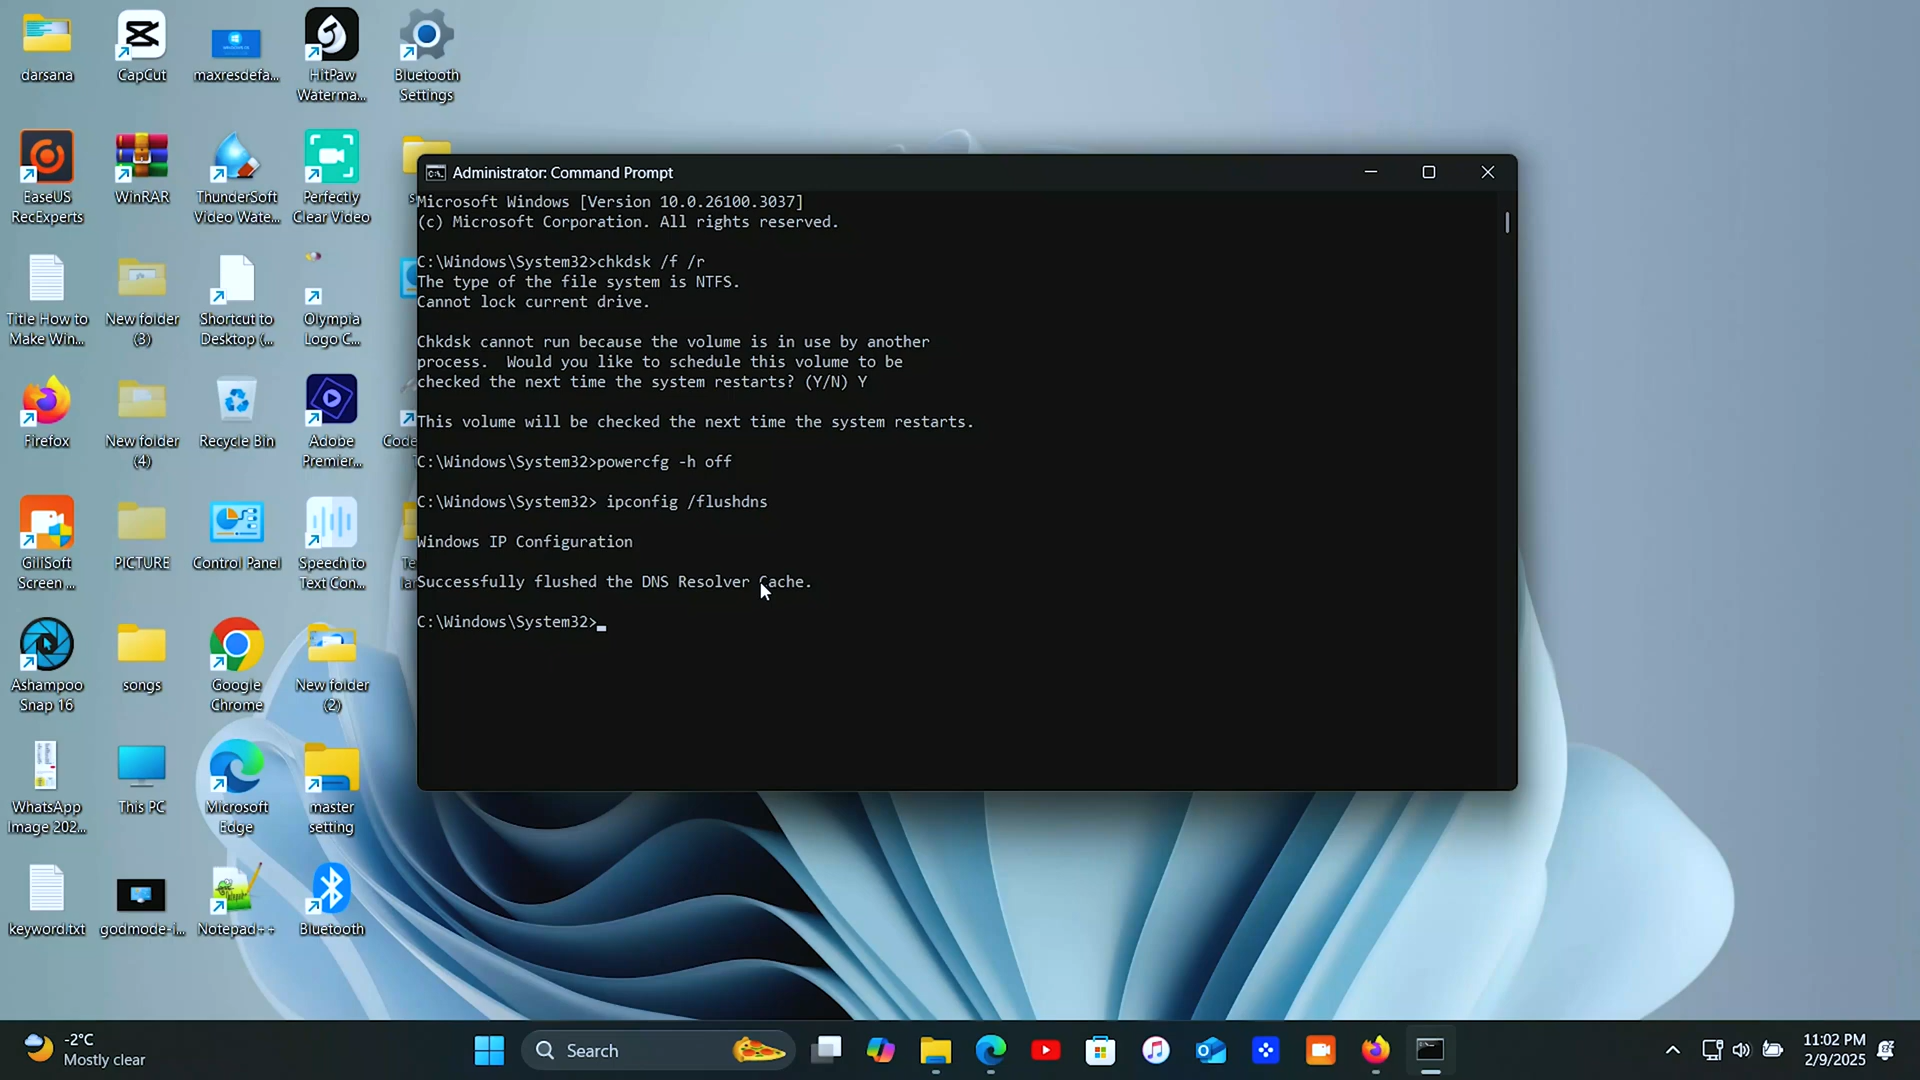 darsana
CapCut
maxresdefa...
HitPaw
Waterma...
Bluetooth
Settings
EaseUS
RecExperts
WinRAR
ThunderSoft
Video Wate...
Perfectly
Clear Video
Title How to
Make Win...
New folder
(3)
Shortcut to
Desktop (...
Olympia
Logo C...
Firefox
New folder
(4)
Recycle Bin
Adobe
Premier...
Code
GiliSoft
Screen ...
PICTURE
Control Panel
Speech to
Text Con...
Ashampoo
Snap 16
songs
Google
Chrome
New folder
(2)
WhatsApp
Image 202...
This PC
Microsoft
Edge
master
setting
keyword.txt
godmode-i...
Notepad++
Bluetooth
Administrator: Command Prompt
Microsoft Windows [Version 10.0.26100.3037]
(c) Microsoft Corporation. All rights reserved.
C:\Windows\System32>chkdsk /f /r
The type of the file system is NTFS.
Cannot lock current drive.
Chkdsk cannot run because the volume is in use by another
process.  Would you like to schedule this volume to be
checked the next time the system restarts? (Y/N) Y
This volume will be checked the next time the system restarts.
C:\Windows\System32>powercfg -h off
C:\Windows\System32> ipconfig /flushdns
Windows IP Configuration
Successfully flushed the DNS Resolver Cache.
C:\Windows\System32>
-2°C
Mostly clear
Search
11:02 PM
2/9/2025